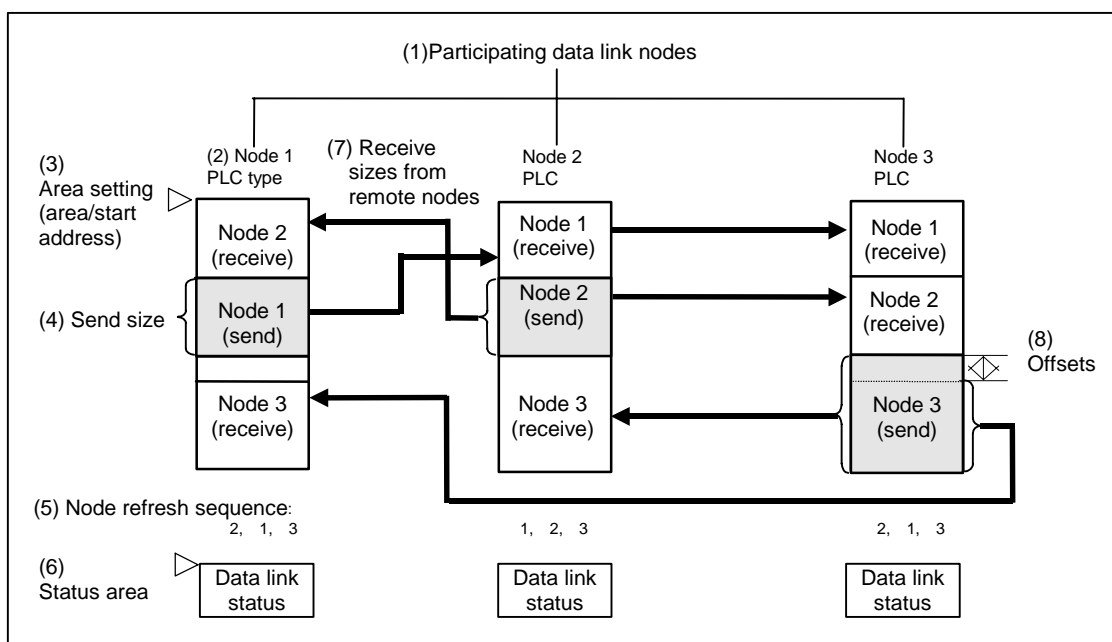 (1)Participating data link nodes
(2) Node 1
PLC type
(7) Receive
sizes from
remote nodes
Node 2
PLC
Node 3
PLC
(3)
Area setting
(area/start
address)
Node 2
(receive)
Node 1
(send)
Node 3
(receive)
(4) Send size
Node 1
(receive)
Node 2
(send)
Node 3
(receive)
Node 1
(receive)
Node 2
(receive)
Node 3
(send)
(8)
Offsets
(5) Node refresh sequence:
2, 1, 3
1, 2, 3
2, 1, 3
(6)
Status area
Data link
status
Data link
status
Data link
status